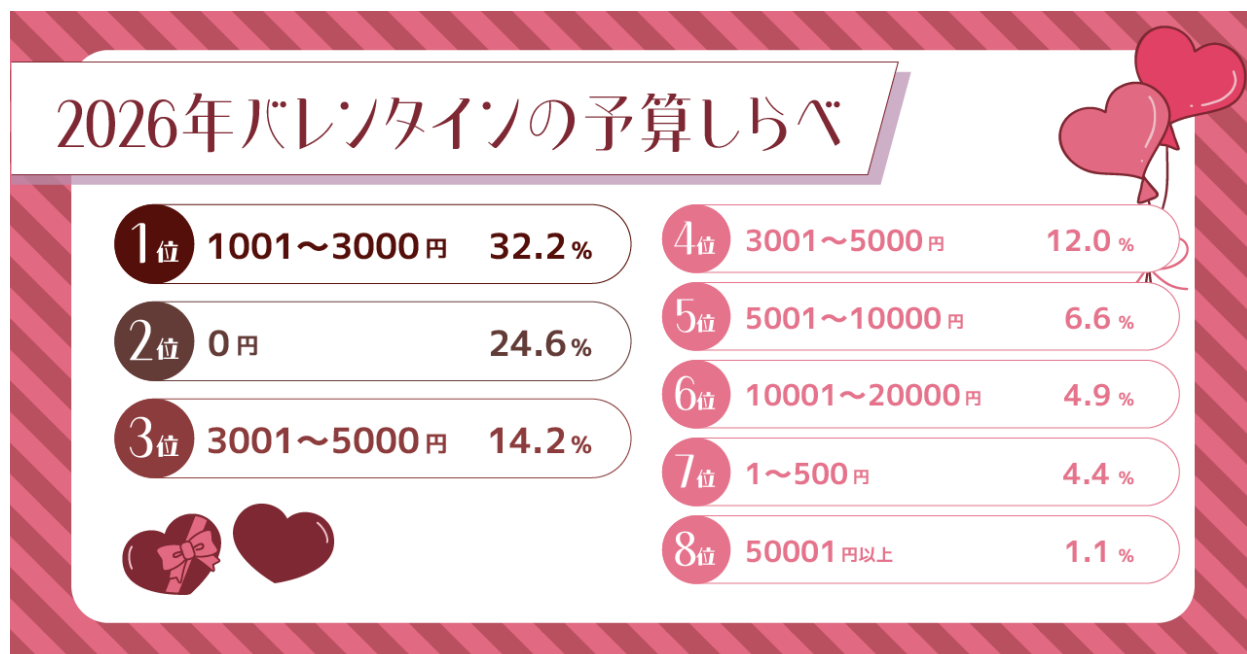 2026年バレンタインの予算しらべ
1位 1001～3000円 32.2%
2位 0円 24.6%
3位 3001～5000円 14.2%
4位 3001～5000円 12.0%
5位 5001～10000円 6.6%
6位 10001～20000円 4.9%
7位 1～500円 4.4%
8位 50001円以上 1.1%